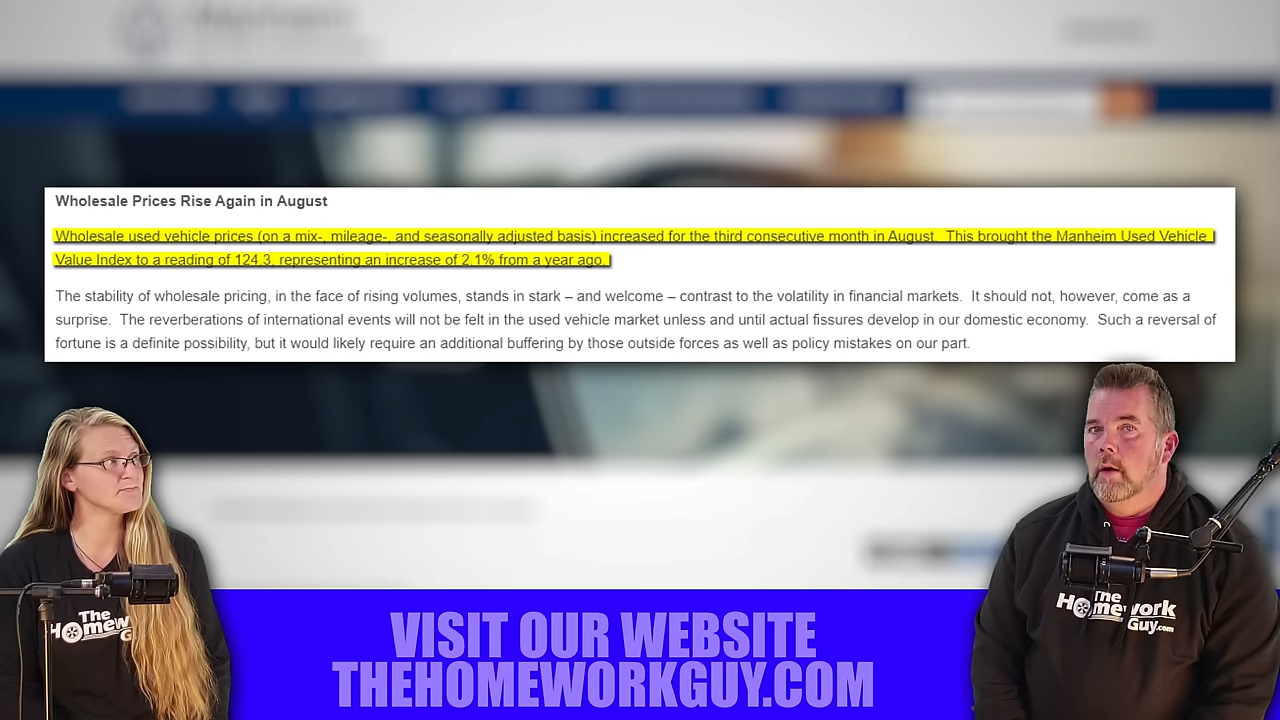 Wholesale Prices Rise Again in August
Wholesale used vehicle prices (on a mix-, mileage-, and seasonally adjusted basis) increased for the third consecutive month in August.  This brought the Manheim Used Vehicle
Value Index to a reading of 124.3, representing an increase of 2.1% from a year ago.
The stability of wholesale pricing, in the face of rising volumes, stands in stark – and welcome – contrast to the volatility in financial markets.  It should not, however, come as a
surprise.  The reverberations of international events will not be felt in the used vehicle market unless and until actual fissures develop in our domestic economy.  Such a reversal of
fortune is a definite possibility, but it would likely require an additional buffering by those outside forces as well as policy mistakes on our part.
The
Homew
G
The
Homework
Guy.com
VISIT OUR WEBSITE
THEHOMEWORKGUY.COM